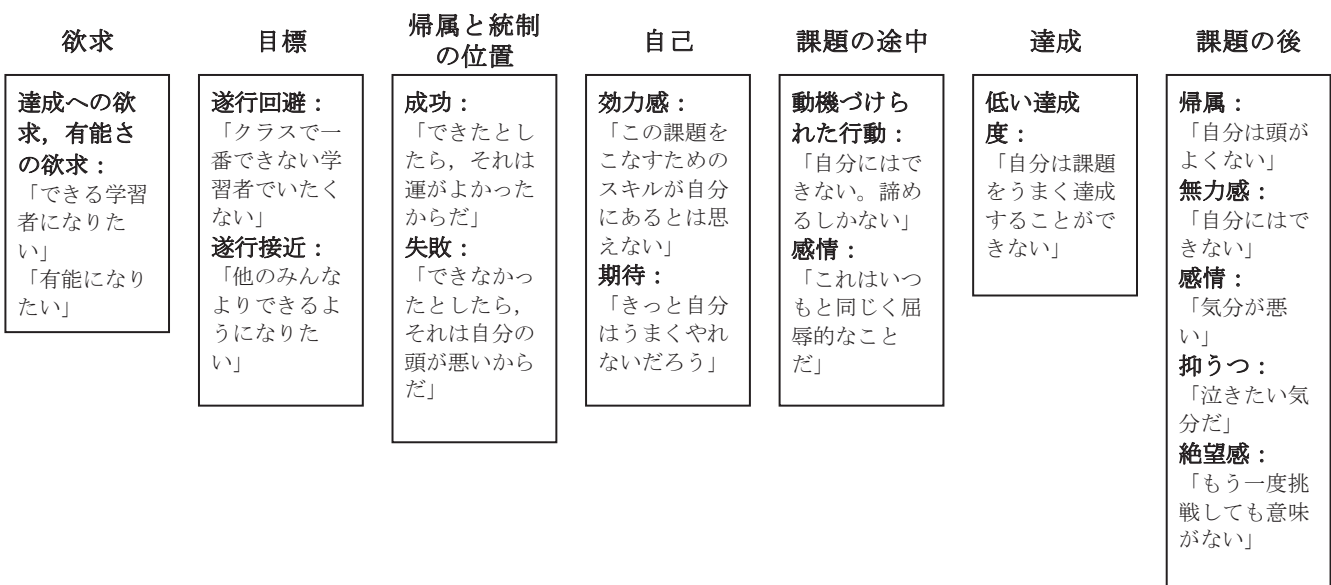 欲求
目標
帰属と統制
の位置
自己
課題の途中
達成
課題の後
達成への欲
求，有能さ
の欲求：
「できる学習
者になりた
い」
「有能になり
たい」
遂行回避：
「クラスで一
番できない学
習者でいたく
ない」
遂行接近：
「他のみんな
よりできるよ
うになりた
い」
成功：
「できたとし
たら，それは
運がよかった
からだ」
失敗：
「できなかっ
たとしたら，
それは自分の
頭が悪いから
だ」
効力感：
「この課題を
こなすための
スキルが自分
にあるとは思
えない」
期待：
「きっと自分
はうまくやれ
ないだろう」
動機づけら
れた行動：
「自分にはで
きない。諦め
るしかない」
感情：
「これはいつ
もと同じく屈
辱的なこと
だ」
低い達成
度：
「自分は課題
をうまく達成
することがで
きない」
帰属：
「自分は頭が
よくない」
無力感：
「自分にはで
きない」
感情：
「気分が悪
い」
抑うつ：
「泣きたい気
分だ」
絶望感：
「もう一度挑
戦しても意味
がない」